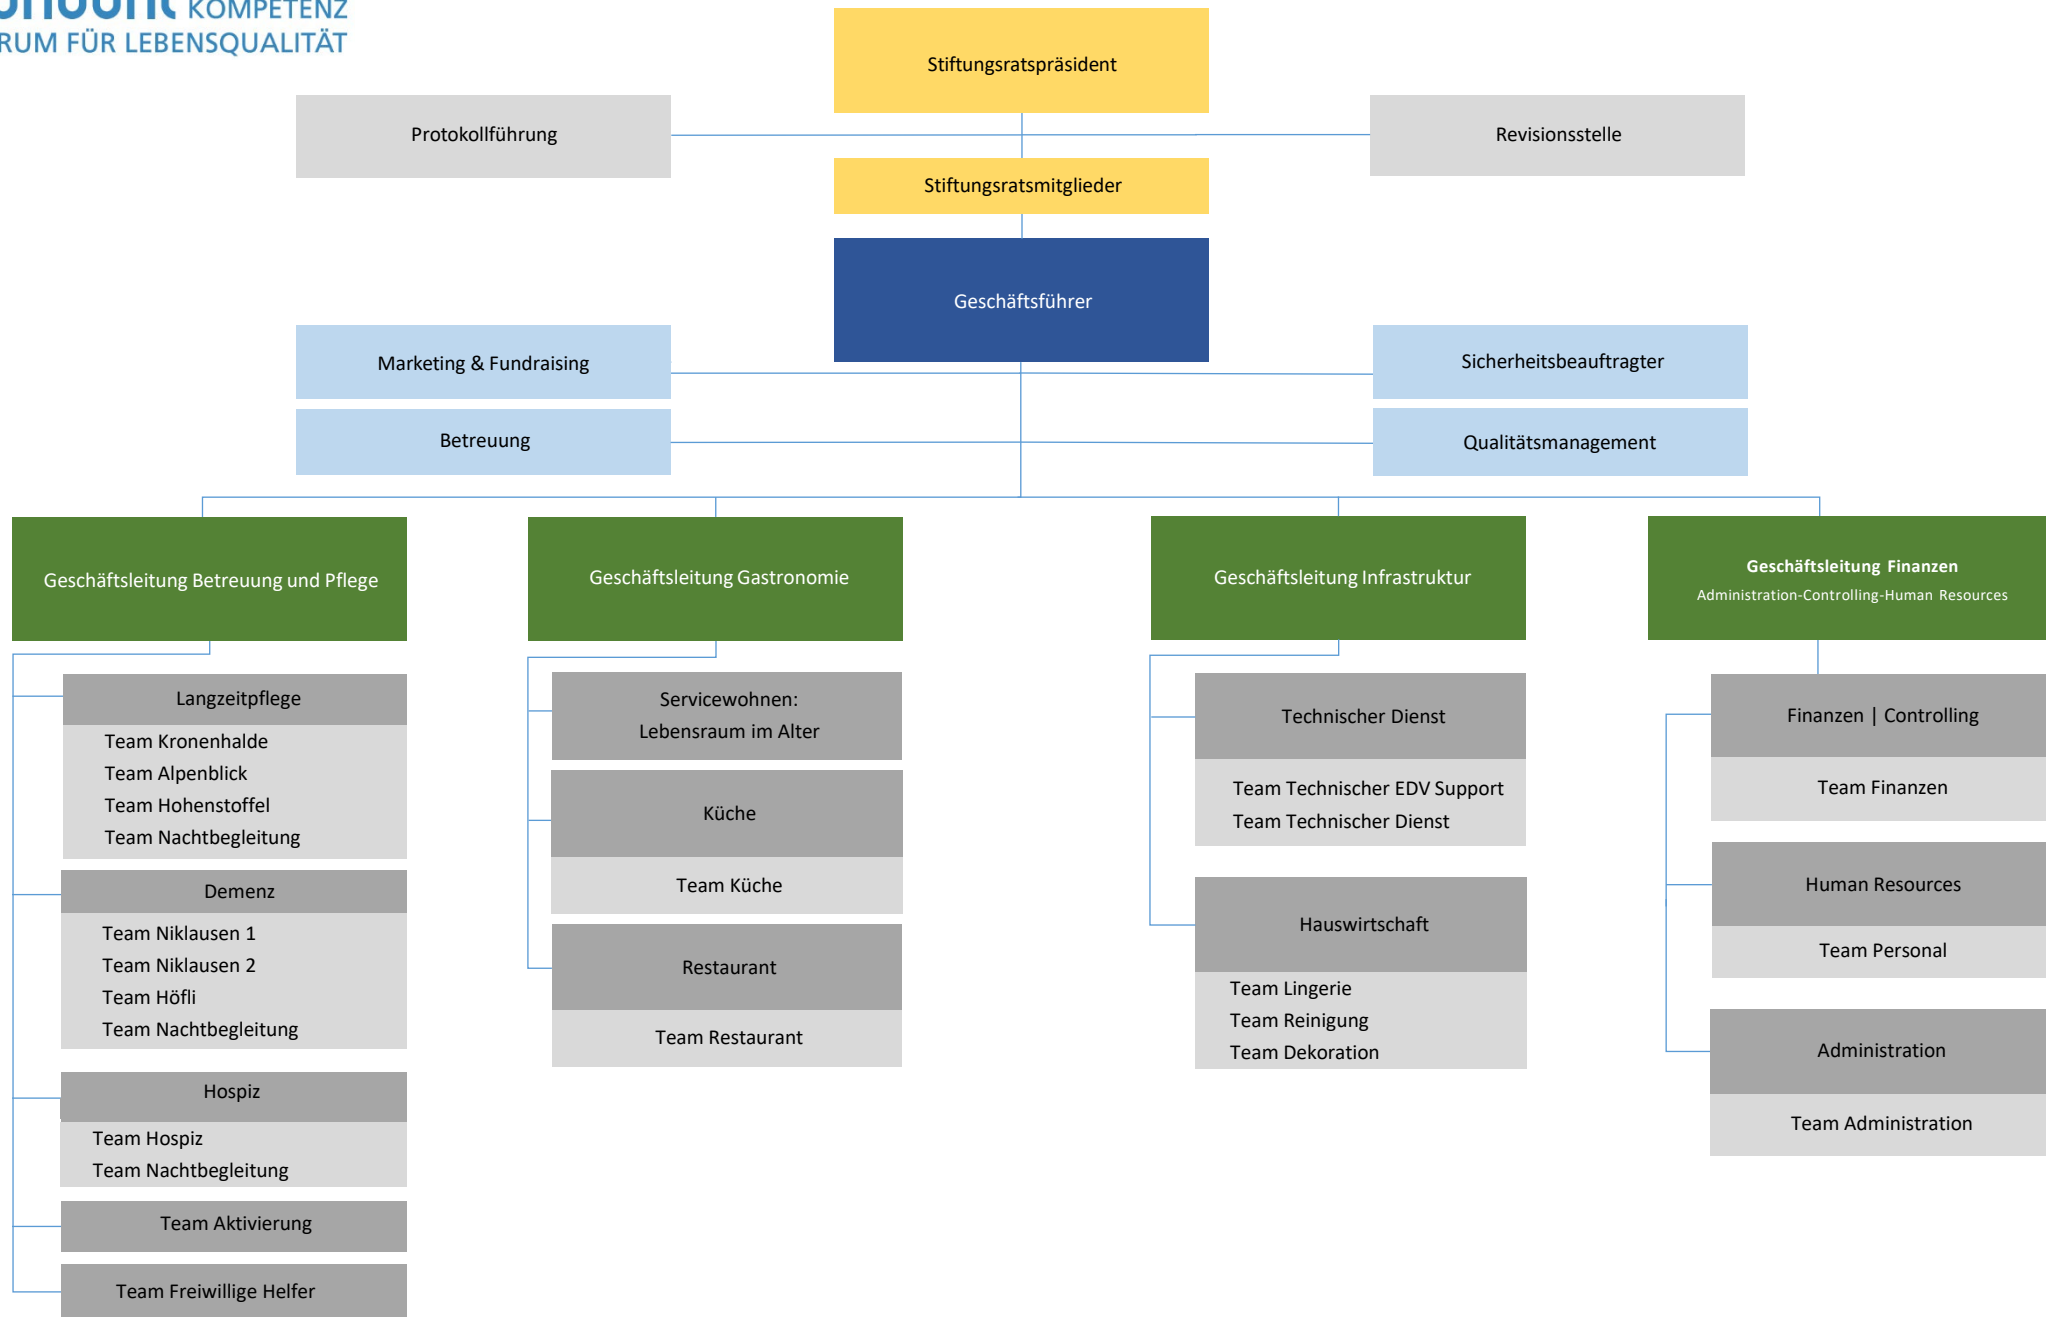 KOMPETENZ
FÜR LEBENSQUALITÄT
Stiftungsratspräsident
Protokollführung
Revisionsstelle
Stiftungsratsmitglieder
Geschäftsführer
Marketing & Fundraising
Sicherheitsbeauftragter
Betreuung
Qualitätsmanagement
Geschäftsleitung Betreuung und Pflege
Langzeitpflege
Team Kronenhalde
Team Alpenblick
Team Hohenstoffel
Team Nachtbegleitung
Demenz
Team Niklausen 1
Team Niklausen 2
Team Höfli
Team Nachtbegleitung
Hospiz
Team Hospiz
Team Nachtbegleitung
Team Aktivierung
Team Freiwillige Helfer
Geschäftsleitung Gastronomie
Servicewohnen:
Lebensraum im Alter
Küche
Team Küche
Restaurant
Team Restaurant
Geschäftsleitung Infrastruktur
Technischer Dienst
Team Technischer EDV Support
Team Technischer Dienst
Hauswirtschaft
Team Lingerie
Team Reinigung
Team Dekoration
Geschäftsleitung Finanzen
Administration-Controlling-Human Resources
Finanzen | Controlling
Team Finanzen
Human Resources
Team Personal
Administration
Team Administration